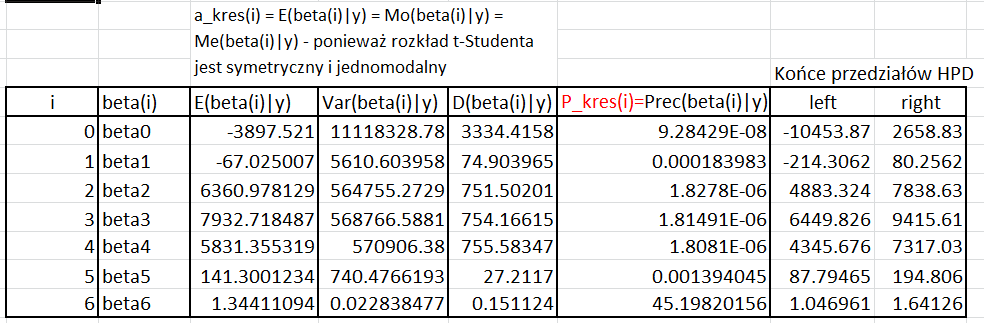 a_kres(i) = E(beta(i)|y) = Mo(beta(i)|y) =
Me(beta(i)|y) - ponieważ rozkład t-Studenta
jest symetryczny i jednomodalny
Końce przedziałów HPD
i beta(i) E(beta(i)|y) Var(beta(i)|y) D(beta(i)|y) P_kres(i)=Prec(beta(i)|y) left right
0 beta0 -3897.521 11118328.78 3334.4158 9.28429E-08 -10453.87 2658.83
1 beta1 -67.025007 5610.603958 74.903965 0.000183983 -214.3062 80.2562
2 beta2 6360.978129 564755.2729 751.50201 1.8278E-06 4883.324 7838.63
3 beta3 7932.718487 568766.5881 754.16615 1.81491E-06 6449.826 9415.61
4 beta4 5831.355319 570906.38 755.58347 1.8081E-06 4345.676 7317.03
5 beta5 141.3001234 740.4766193 27.2117 0.001394045 87.79465 194.806
6 beta6 1.34411094 0.022838477 0.151124 45.19820156 1.046961 1.64126